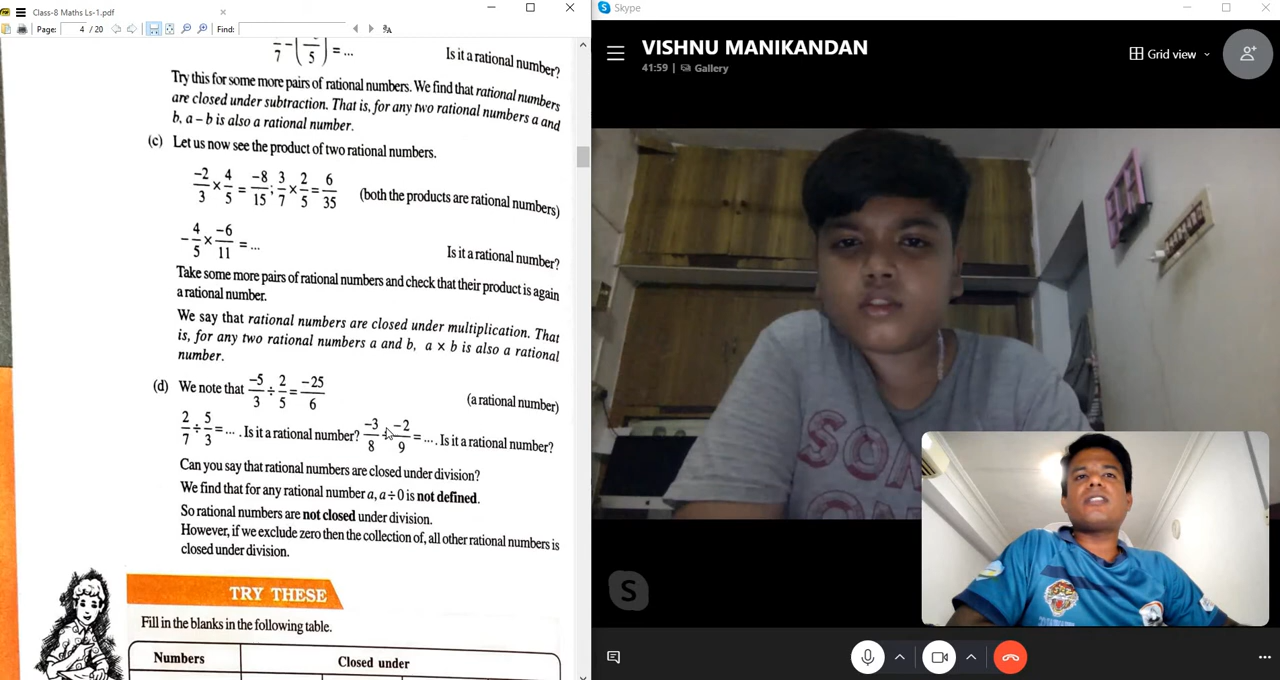 Class-8 Maths Ls-1.pdf
Page: 4 / 20 Find:
7 − ( 5 ) = ... Is it a rational number?
Try this for some more pairs of rational numbers. We find that rational numbers
are closed under subtraction. That is, for any two rational numbers a and
b, a – b is also a rational number.
(c) Let us now see the product of two rational numbers.
-2/3 × 4/5 = -8/15; 3/7 × 2/5 = 6/35 (both the products are rational numbers)
-4/5 × -6/11 = ... Is it a rational number?
Take some more pairs of rational numbers and check that their product is again
a rational number.
We say that rational numbers are closed under multiplication. That
is, for any two rational numbers a and b, a × b is also a rational
number.
(d) We note that -5/3 ÷ 2/5 = -25/6 (a rational number)
2/7 ÷ 5/3 = ... . Is it a rational number? -3/8 ÷ -2/9 = ... . Is it a rational number?
Can you say that rational numbers are closed under division?
We find that for any rational number a, a ÷ 0 is not defined.
So rational numbers are not closed under division.
However, if we exclude zero then the collection of, all other rational numbers is
closed under division.
TRY THESE
Fill in the blanks in the following table.
Numbers Closed under
Skype
VISHNU MANIKANDAN
41:59 | Gallery
Grid view
S